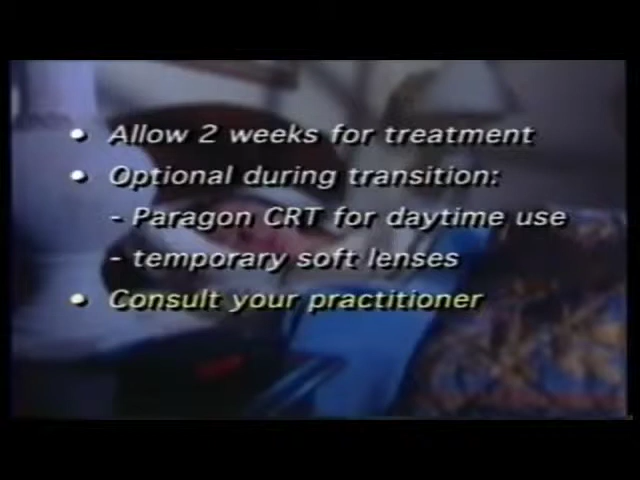 • Allow 2 weeks for treatment
• Optional during transition:
- Paragon CRT for daytime use
- temporary soft lenses
• Consult your practitioner